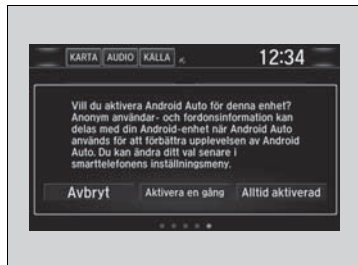 KARTA AUDIO KÄLLA 12:34
Vill du aktivera Android Auto för denna enhet?
Anonym användar- och fordonsinformation kan
delas med din Android-enhet när Android Auto
används för att förbättra upplevelsen av Android
Auto. Du kan ändra ditt val senare i
smarttelefonens inställningsmeny.
Avbryt Aktivera en gång Alltid aktiverad